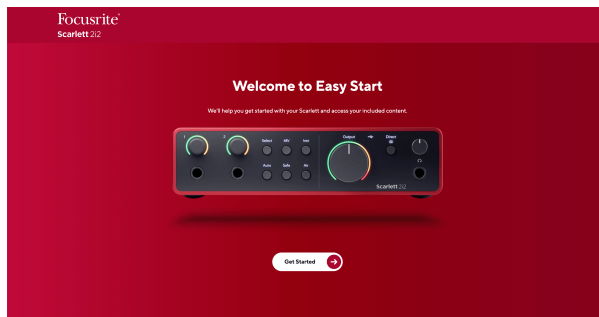 Focusrite®
Scarlett 2i2
Welcome to Easy Start
We'll help you get started with your Scarlett and access your included content.
1
2
Select
48V
Inst
Output
Direct
Auto
Safe
Air
Scarlett 2i2
Get Started